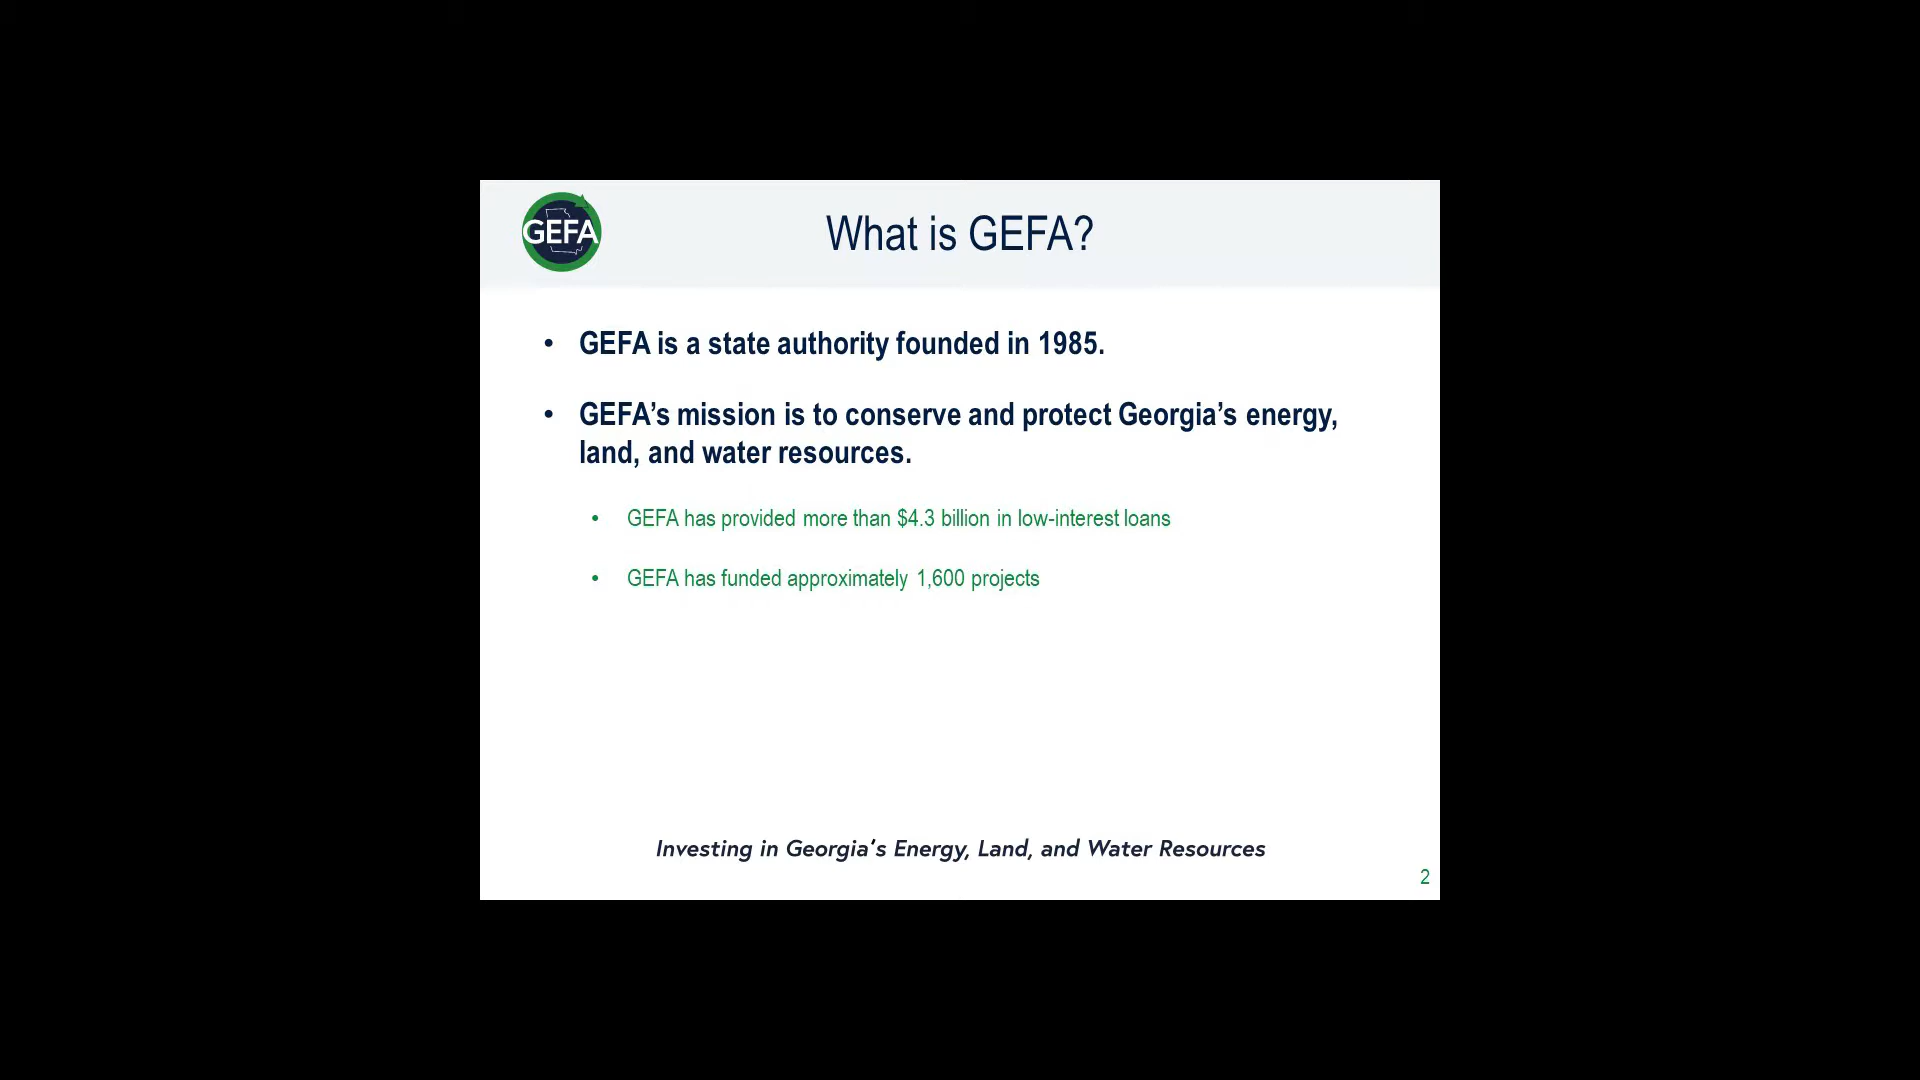 GEFA
What is GEFA?
• GEFA is a state authority founded in 1985.
• GEFA’s mission is to conserve and protect Georgia’s energy,
land, and water resources.
• GEFA has provided more than $4.3 billion in low-interest loans
• GEFA has funded approximately 1,600 projects
Investing in Georgia’s Energy, Land, and Water Resources
2